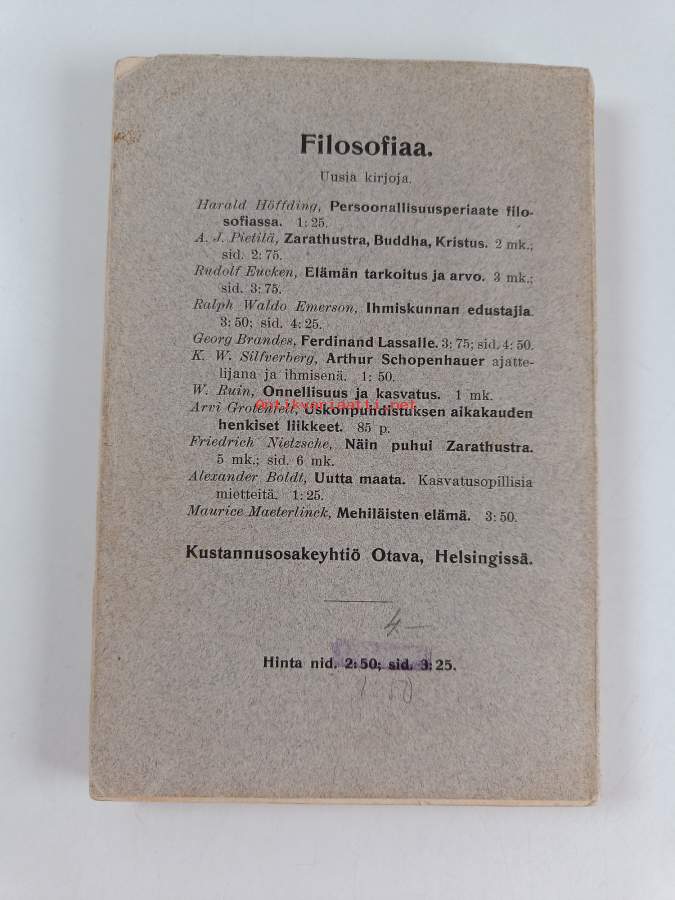 Filosofiaa.
Uusia kirjoja.
Harald Höffding, Persoonallisuusperiaate filo-
sofiassa. 1:25.
A. J. Pietilä, Zarathustra, Buddha, Kristus. 2 mk.;
sid. 2:75.
Rudolf Eucken, Elämän tarkoitus ja arvo. 3 mk.;
sid. 3:75.
Ralph Waldo Emerson, Ihmiskunnan edustajia.
3:50; sid. 4:25.
Georg Brandes, Ferdinand Lassalle. 3:75; sid. 4:50.
K. W. Silfverberg, Arthur Schopenhauer ajatte-
lijana ja ihmisenä. 1:50.
W. Ruin, Onnellisuus ja kasvatus. 1 mk.
Antikvariaatti.net
Arvi Grotenfelt, Uskonpuhdistuksen aikakauden
henkiset liikkeet. 85 p.
Friedrich Nietzsche, Näin puhui Zarathustra.
5 mk.; sid. 6 mk.
Alexander Boldt, Uutta maata. Kasvatusopillisia
mietteitä. 1:25.
Maurice Maeterlinck, Mehiläisten elämä. 3:50.
Kustannusosakeyhtiö Otava, Helsingissä.
4-
Hinta nid. 2:50; sid. 3:25.